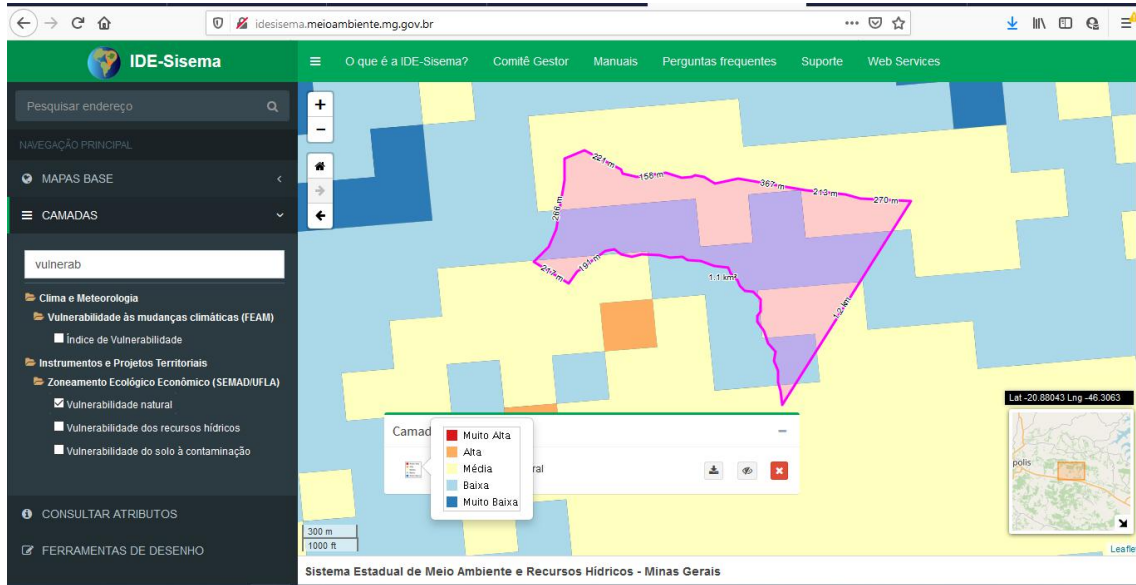 idesisema.meioambiente.mg.gov.br
IDE-Sisema
O que é a IDE-Sisema? Comitê Gestor Manuais Perguntas frequentes Suporte Web Services
Pesquisar endereço
NAVEGAÇÃO PRINCIPAL
MAPAS BASE
CAMADAS
vulnerab
Clima e Meteorologia
Vulnerabilidade às mudanças climáticas (FEAM)
Índice de Vulnerabilidade
Instrumentos e Projetos Territoriais
Zoneamento Ecológico Econômico (SEMAD/UFLA)
Vulnerabilidade natural
Vulnerabilidade dos recursos hídricos
Vulnerabilidade do solo à contaminação
CONSULTAR ATRIBUTOS
FERRAMENTAS DE DESENHO
+
−
221 m
158 m
367 m
213 m
270 m
266 m
217 m
191 m
1.1 km
1.2 km
Camad
ral
Muito Alta
Alta
Média
Baixa
Muito Baixa
Lat -20.88043 Lng -46.3063
polis
300 m
1000 ft
Leafle
Sistema Estadual de Meio Ambiente e Recursos Hídricos - Minas Gerais